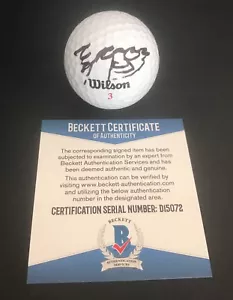 Wilson
3
BECKETT CERTIFICATE
OF AUTHENTICITY
The corresponding signed item has been
subjected to examination by an expert from
Beckett Authentication Services and has
been deemed authentic and genuine.
This authentication can be verified by
visiting www.beckett-authentication.com and
and utilizing the below authentication
number in the designated area.
CERTIFICATION SERIAL NUMBER: D15072
BECKETT
B